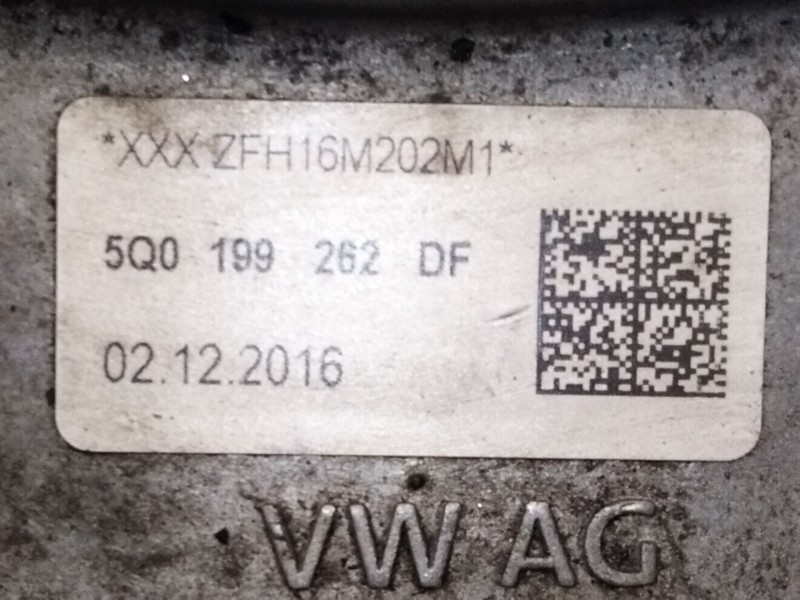 *XXX ZFH16M202M1*
5Q0 199 262 DF
02.12.2016
VW AG